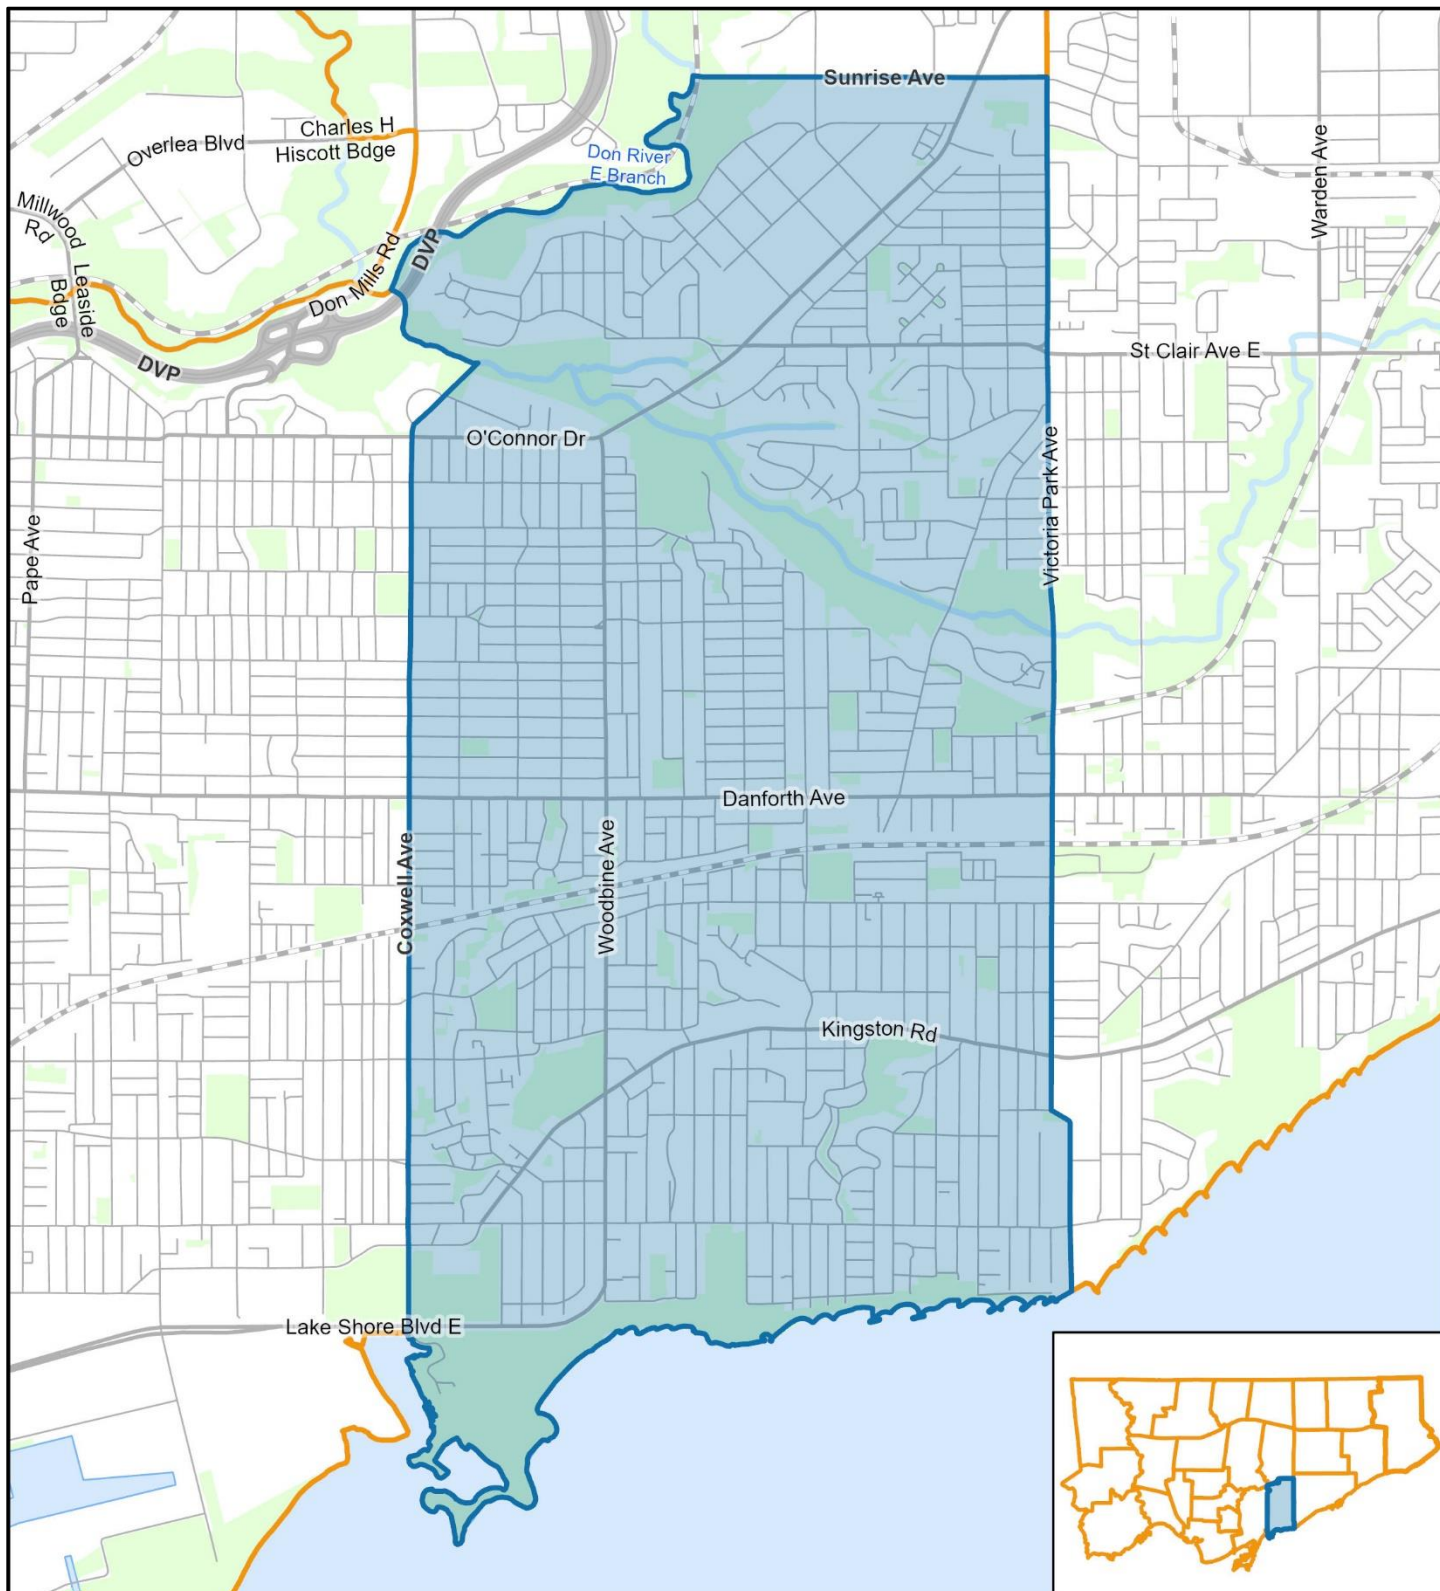 Sunrise Ave
Charles H
Hiscott Bdge
Overlea Blvd
Don River
E Branch
Warden Ave
Millwood
Rd
Leaside
Bdge
Don Mills Rd
DVP
DVP
St Clair Ave E
O'Connor Dr
Victoria Park Ave
Pape Ave
Danforth Ave
Coxwell Ave
Woodbine Ave
Kingston Rd
Lake Shore Blvd E